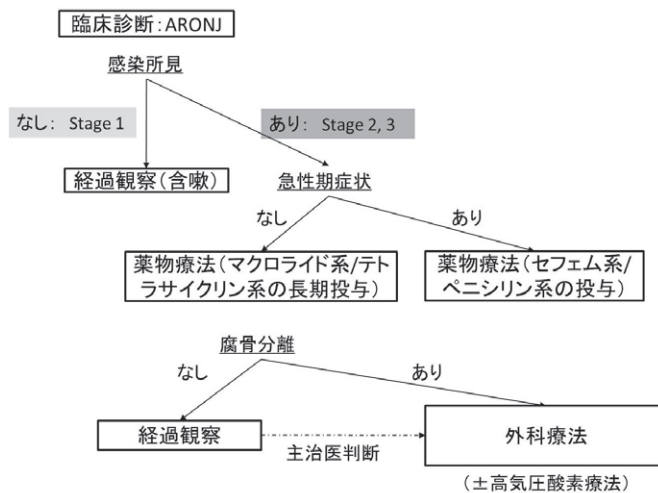 臨床診断：ARONJ
感染所見
なし： Stage 1
あり： Stage 2, 3
経過観察（含嗽）
急性期症状
なし
あり
薬物療法（マクロライド系/テト
ラサイクリン系の長期投与）
薬物療法（セフェム系/
ペニシリン系の投与）
腐骨分離
なし
あり
経過観察
主治医判断
外科療法
（±高気圧酸素療法）